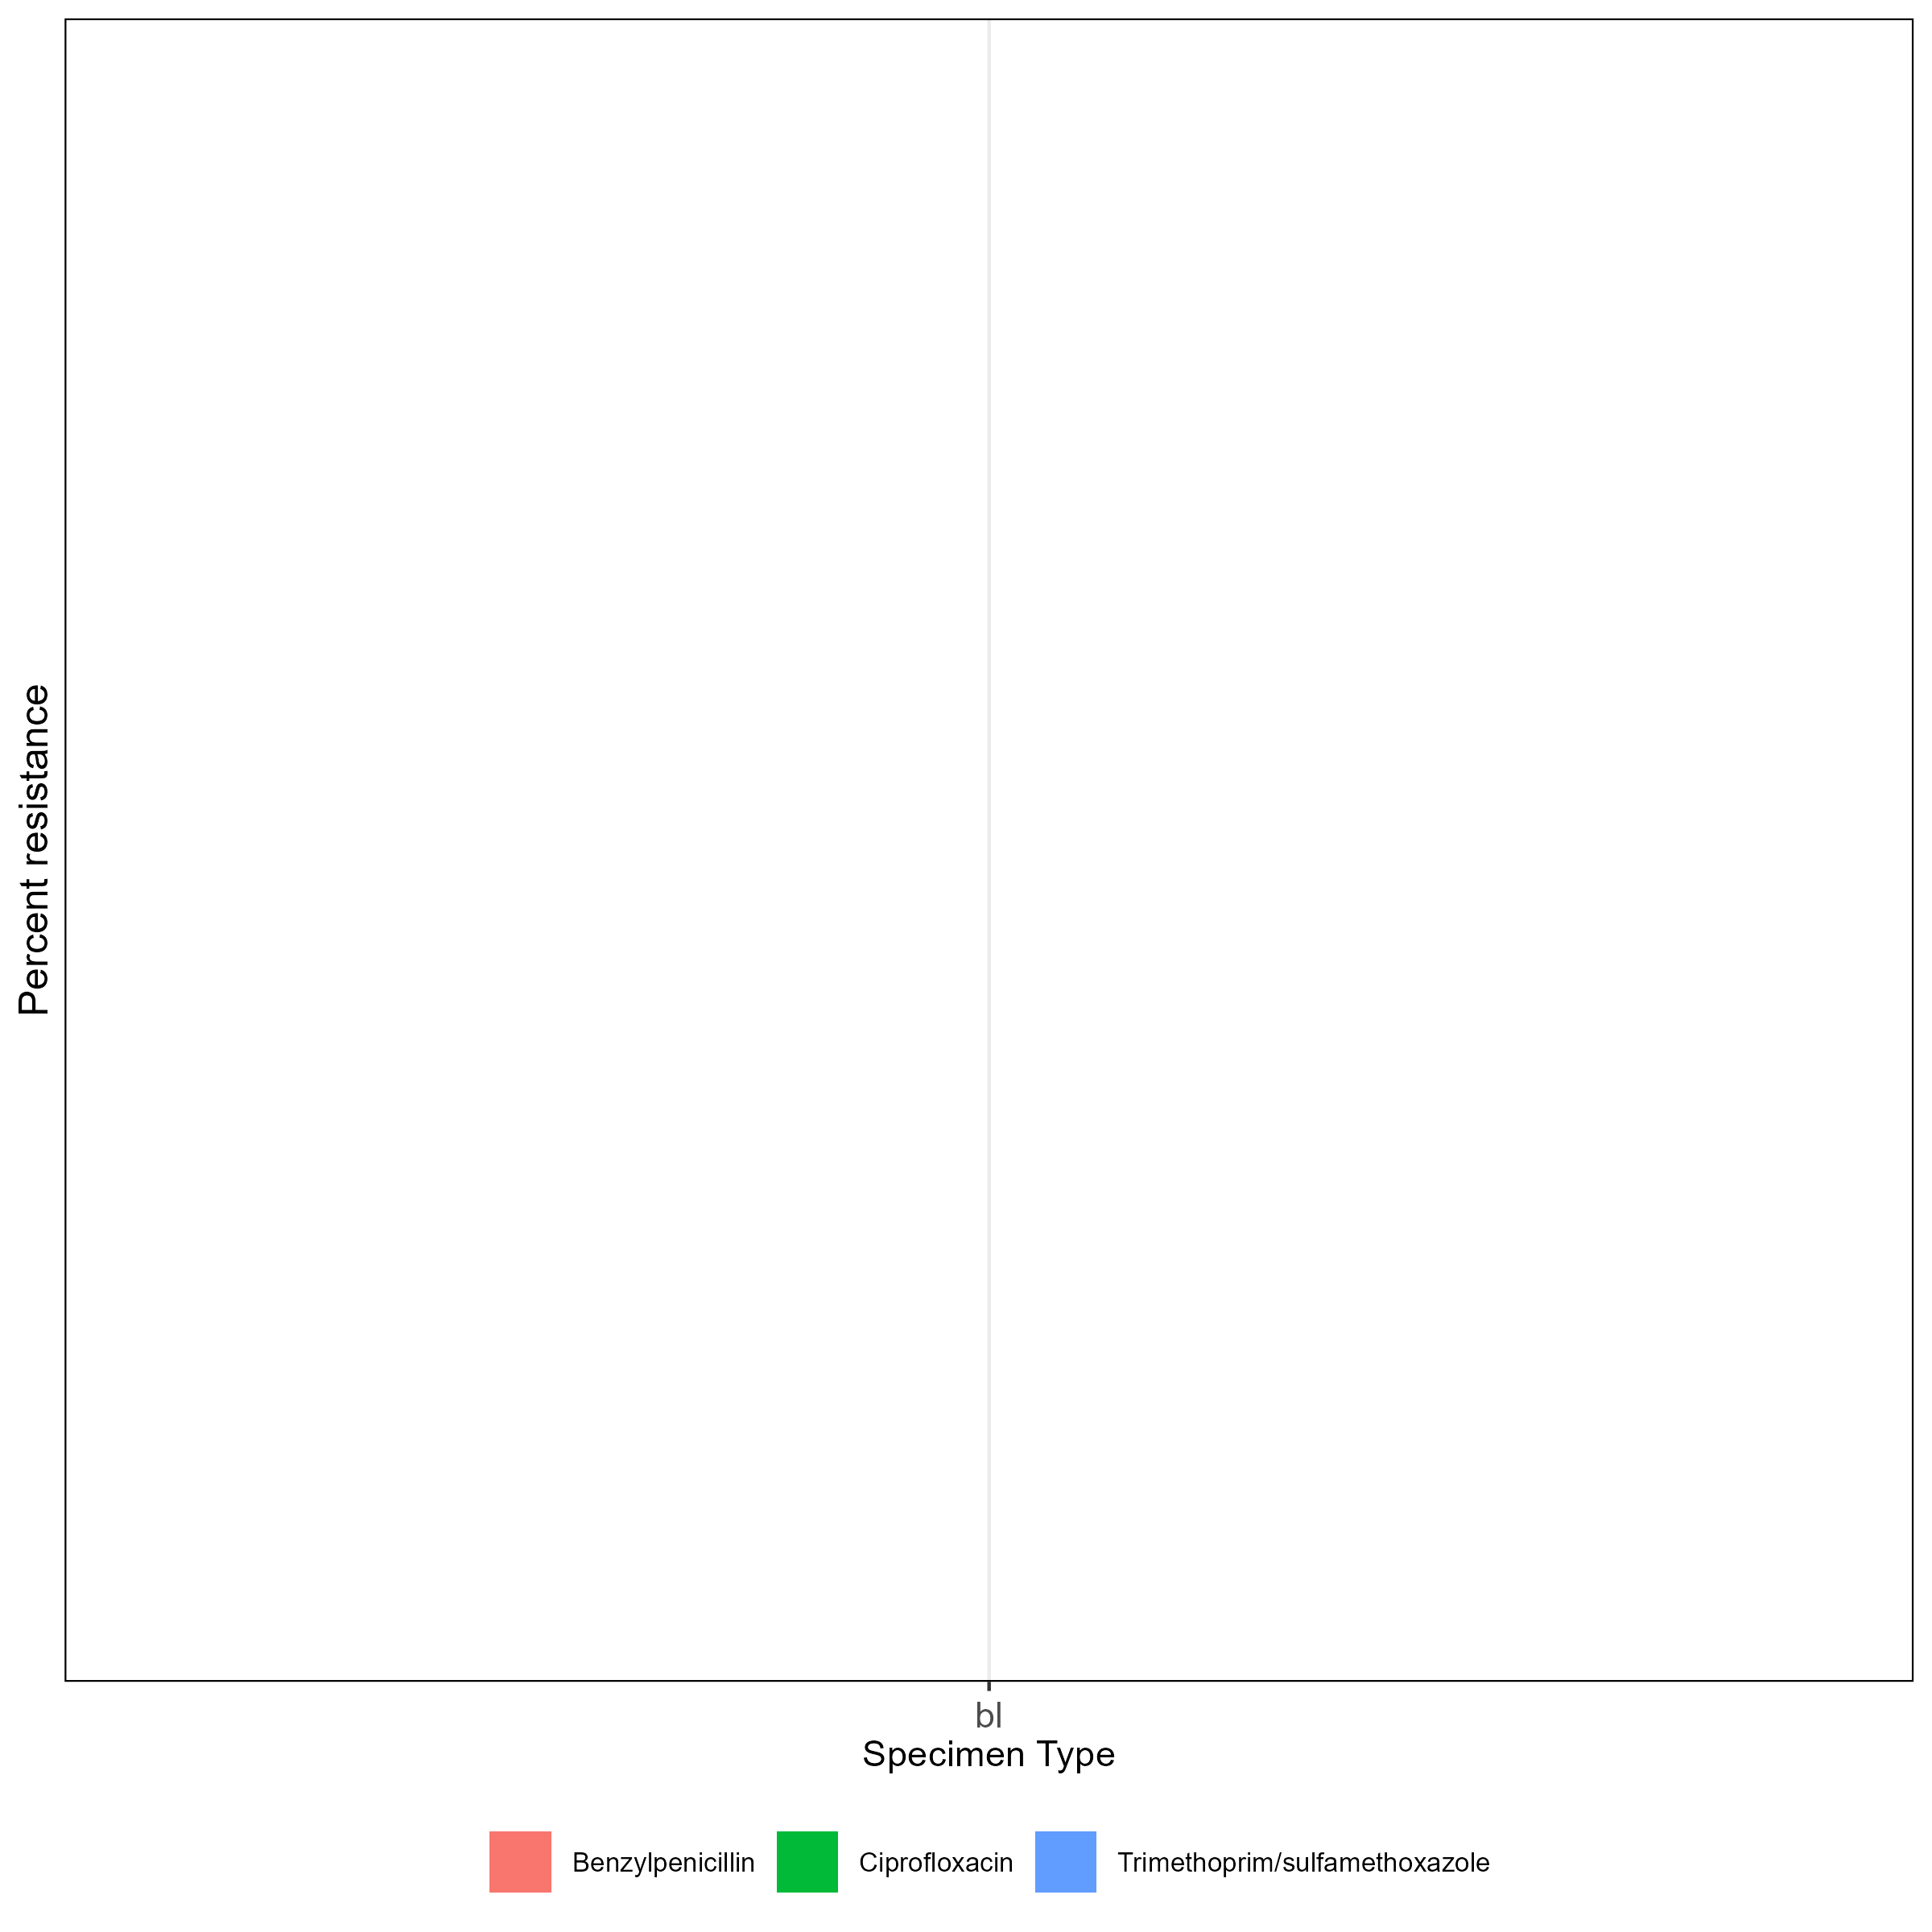 Percent resistance
bl
Specimen Type
Benzylpenicillin Ciprofloxacin Trimethoprim/sulfamethoxazole